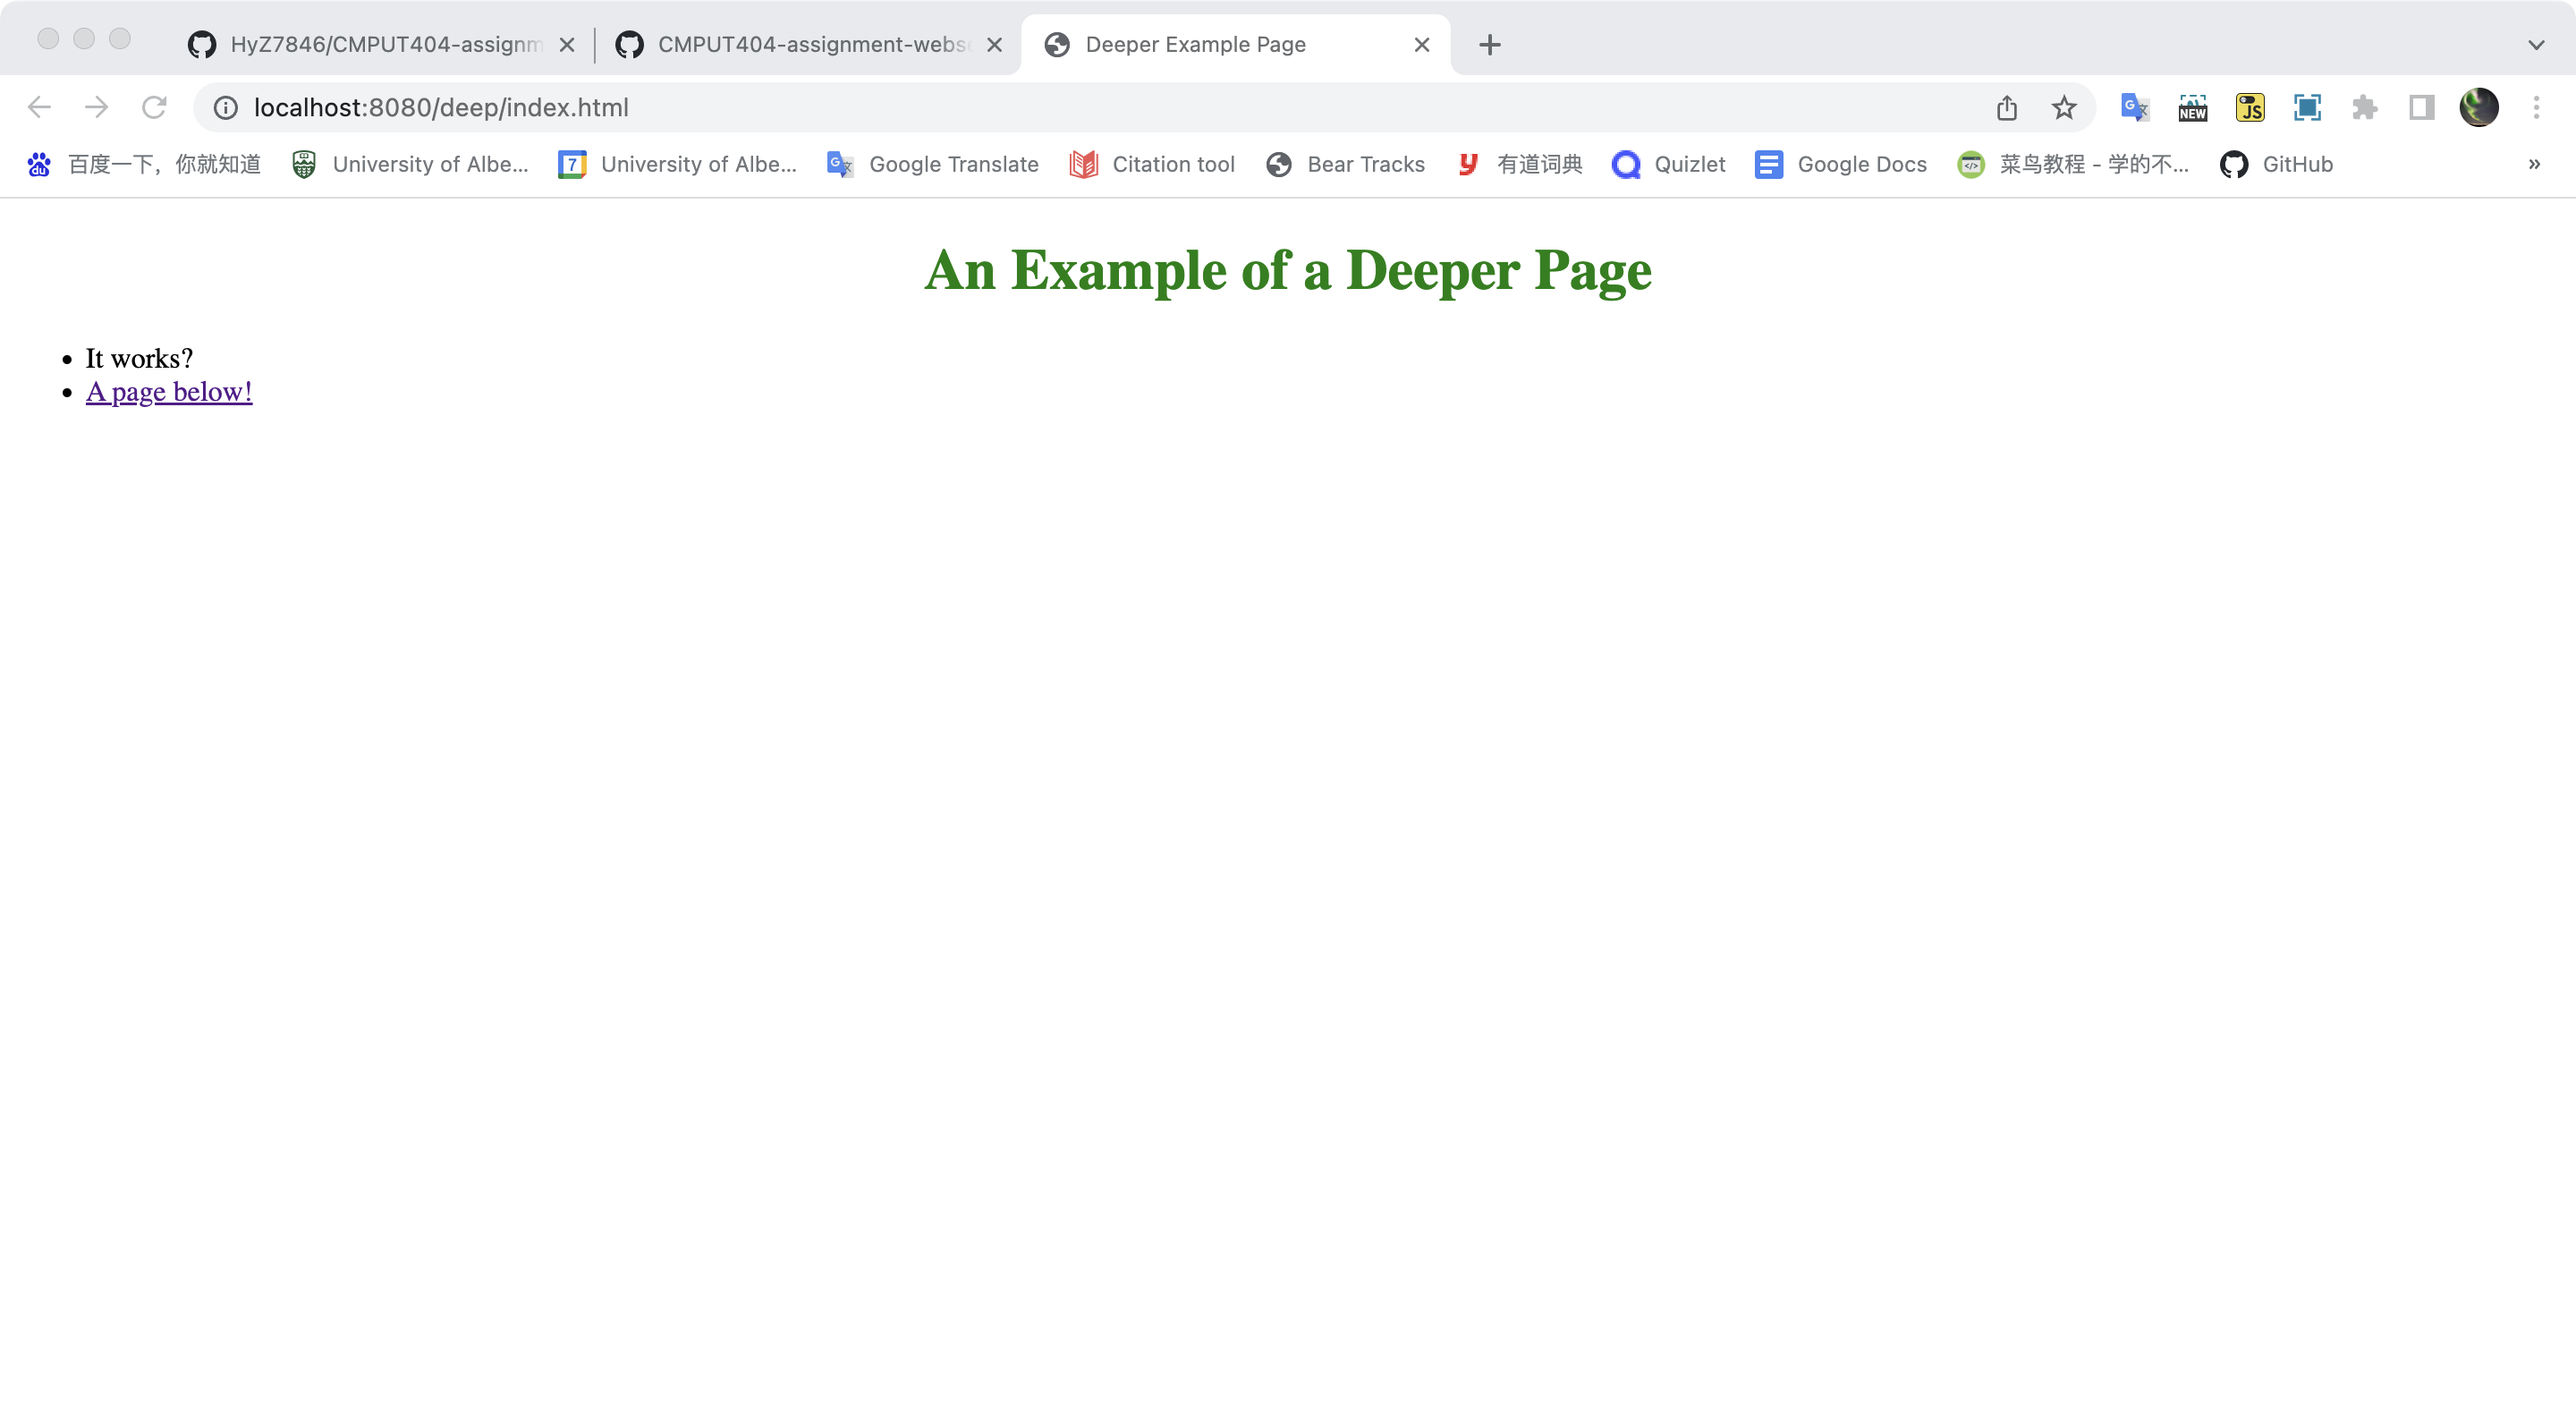 HyZ7846/CMPUT404-assignm
CMPUT404-assignment-webs
Deeper Example Page
localhost:8080/deep/index.html
NEW
JS
百度一下，你就知道
University of Albe...
7
University of Albe...
Google Translate
Citation tool
Bear Tracks
有道词典
Quizlet
Google Docs
菜鸟教程 - 学的不...
GitHub
»
An Example of a Deeper Page
• It works?
• A page below!